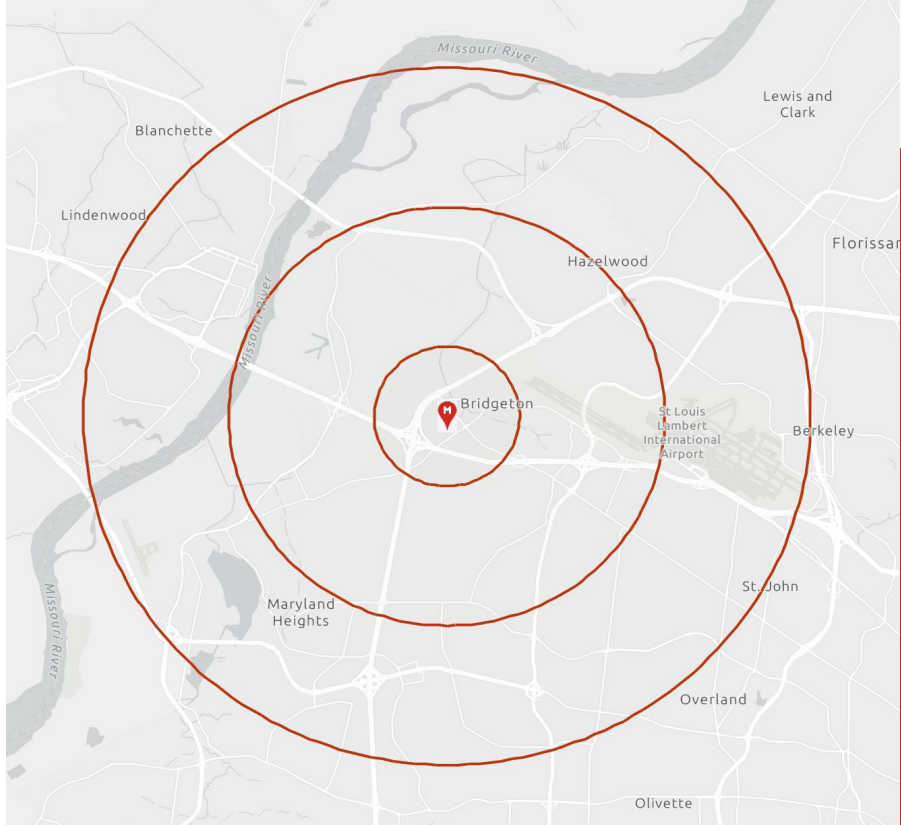 Missouri River
Lewis and
Clark
Blanchette
Lindenwood
Florissan
Hazelwood
Missouri River
M
Bridgeton
St Louis
Lambert
International
Airport
Berkeley
Missouri River
Maryland
Heights
St. John
Overland
Olivette